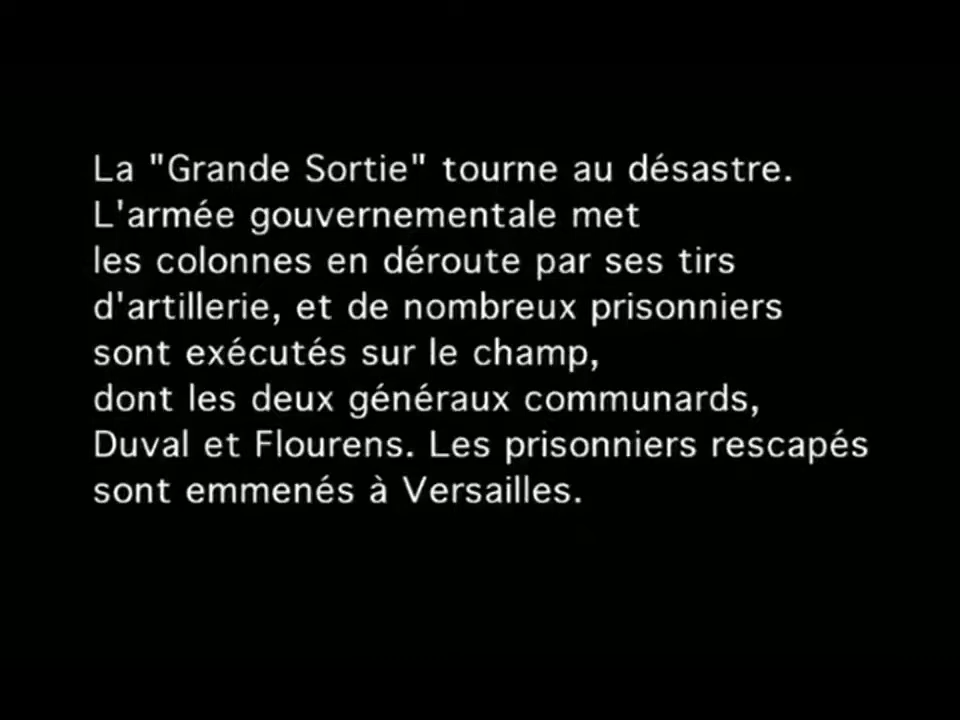 La "Grande Sortie" tourne au désastre.
L'armée gouvernementale met
les colonnes en déroute par ses tirs
d'artillerie, et de nombreux prisonniers
sont exécutés sur le champ,
dont les deux généraux communards,
Duval et Flourens. Les prisonniers rescapés
sont emmenés à Versailles.